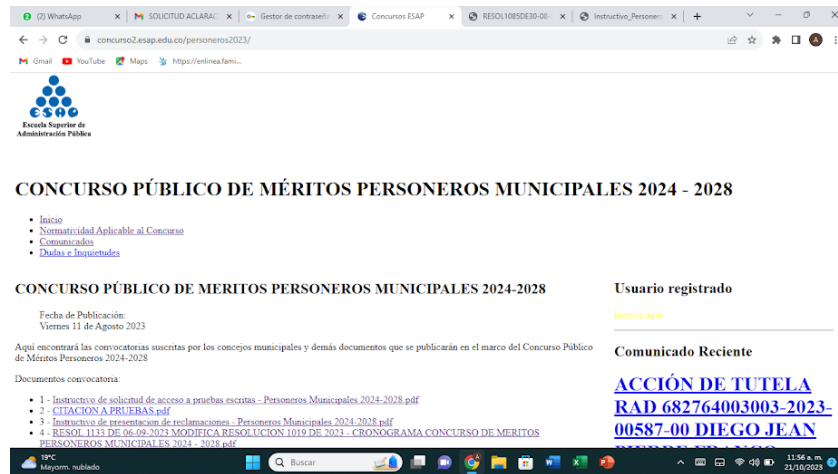 (2) WhatsApp
SOLICITUD ACLARAC
Gestor de contraseñ
Concursos ESAP
RESOL1085DE30-08-
Instructivo_Personero
concurso2.esap.edu.co/personeros2023/
A
Gmail YouTube Maps https://enlinea.fami...
ESAP
Escuela Superior de
Administración Pública
CONCURSO PÚBLICO DE MÉRITOS PERSONEROS MUNICIPALES 2024 - 2028
Inicio
Normatividad Aplicable al Concurso
Comunicados
Dudas e Inquietudes
CONCURSO PÚBLICO DE MERITOS PERSONEROS MUNICIPALES 2024-2028
Fecha de Publicación:
Viernes 11 de Agosto 2023
Aquí encontrará las convocatorias suscritas por los concejos municipales y demás documentos que se publicarán en el marco del Concurso Público
de Méritos Personeros 2024-2028
Documentos convocatoria:
1 - Instructivo de solicitud de acceso a pruebas escritas - Personeros Municipales 2024-2028.pdf
2 - CITACION A PRUEBAS.pdf
3 - Instructivo de presentacion de reclamaciones - Personeros Municipales 2024-2028.pdf
4 - RESOL 1133 DE 06-09-2023 MODIFICA RESOLUCION 1019 DE 2023 - CRONOGRAMA CONCURSO DE MERITOS
PERSONEROS MUNICIPALES 2024 - 2028.pdf
Usuario registrado
Comunicado Reciente
ACCIÓN DE TUTELA
RAD 682764003003-2023-
00587-00 DIEGO JEAN
PIERRE FRANCO
19°C
Mayorm. nublado
Buscar
11:56 a. m.
21/10/2023